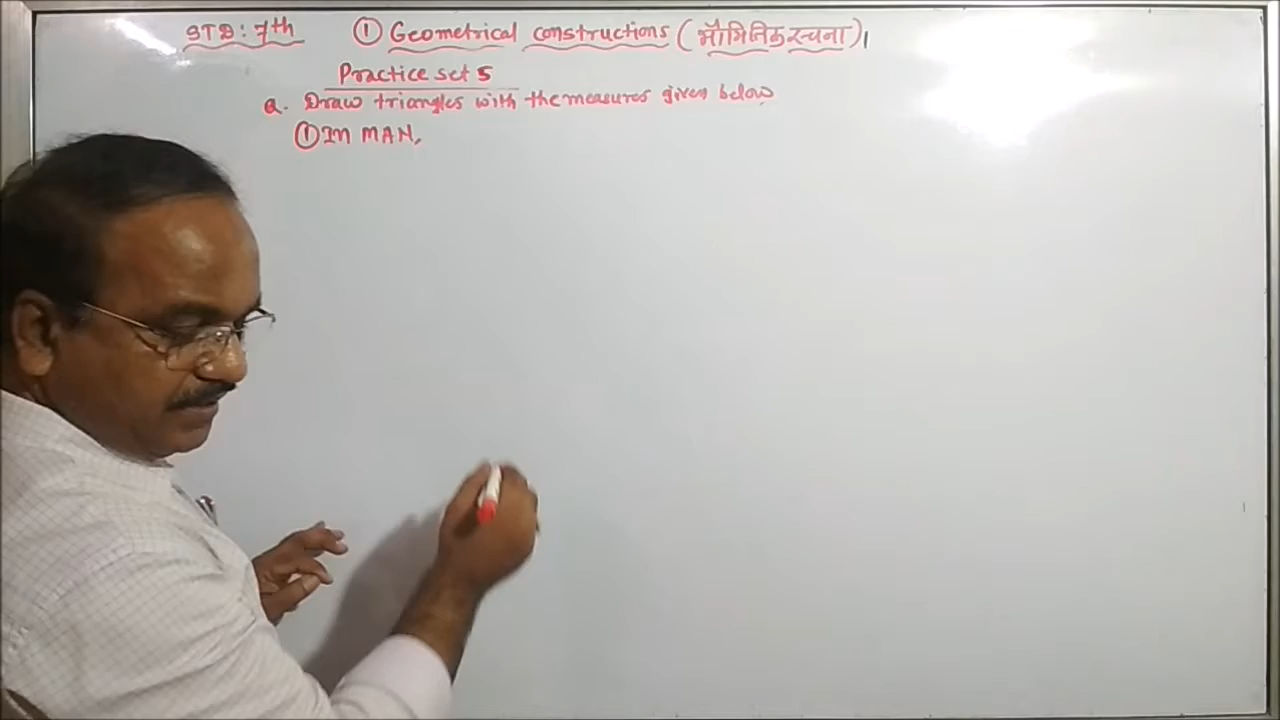 STD: 7th ① Geometrical constructions (भौमितिक रचना)।
Practice set 5
Q. Draw triangles with the measures given below
① In MAN,